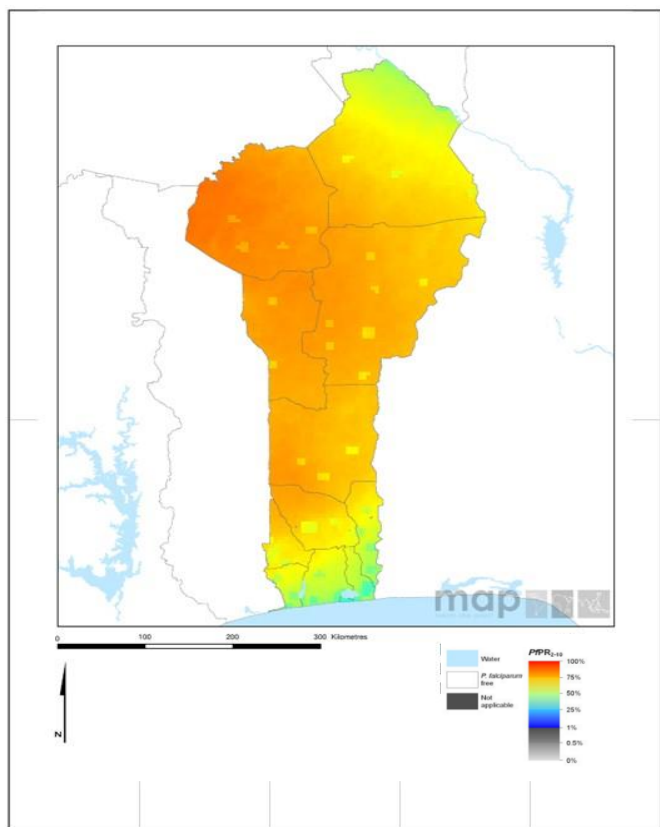 map
0 100 200 300 Kilometres
N
Water
P. falciparum
free
Not
applicable
PfPR2-10
100%
75%
50%
25%
1%
0.5%
0%